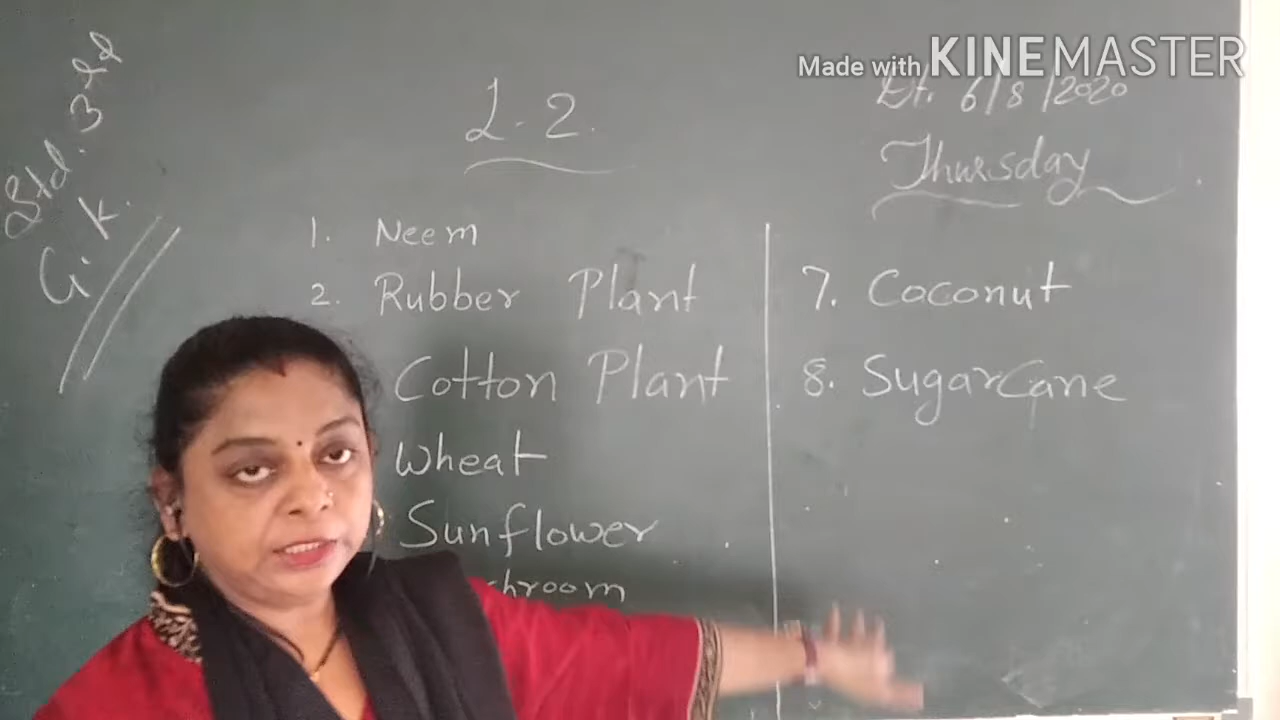 Made with KINEMASTER
Std. 3rd
G.K.
L-2.
Dt. 6/8/2020
Thursday
1. Neem
2. Rubber Plant
Cotton Plant
Wheat
Sunflower
7. Coconut
8. SugarCane